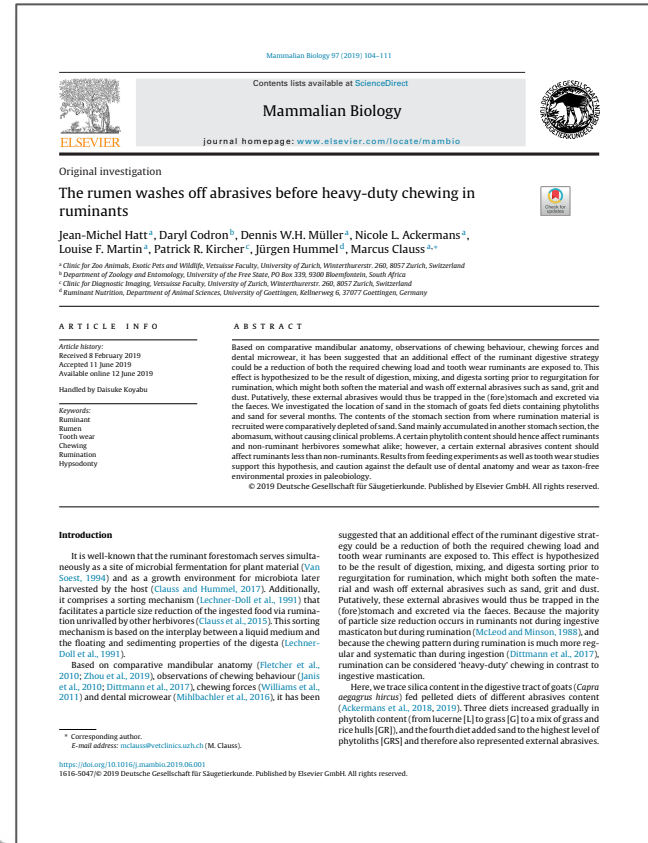 Mammalian Biology 97 (2019) 104–111
Contents lists available at ScienceDirect
Mammalian Biology
journal homepage: www.elsevier.com/locate/mambio
ELSEVIER
DEUTSCHE GESELLSCHAFT FÜR SÄUGETIERKUNDE
Original investigation
The rumen washes off abrasives before heavy-duty chewing in
ruminants
Check for
updates
Jean-Michel Hatt a, Daryl Codron b, Dennis W.H. Müller a, Nicole L. Ackermans a,
Louise F. Martin a, Patrick R. Kircher c, Jürgen Hummel d, Marcus Clauss a,*
a Clinic for Zoo Animals, Exotic Pets and Wildlife, Vetsuisse Faculty, University of Zurich, Winterthurerstr. 260, 8057 Zurich, Switzerland
b Department of Zoology and Entomology, University of the Free State, PO Box 339, 9300 Bloemfontein, South Africa
c Clinic for Diagnostic Imaging, Vetsuisse Faculty, University of Zurich, Winterthurerstr. 260, 8057 Zurich, Switzerland
d Ruminant Nutrition, Department of Animal Sciences, University of Goettingen, Kellnerweg 6, 37077 Goettingen, Germany
ARTICLE INFO
Article history:
Received 8 February 2019
Accepted 11 June 2019
Available online 12 June 2019
Handled by Daisuke Koyabu
Keywords:
Ruminant
Rumen
Tooth wear
Chewing
Rumination
Hypsodonty
ABSTRACT
Based on comparative mandibular anatomy, observations of chewing behaviour, chewing forces and
dental microwear, it has been suggested that an additional effect of the ruminant digestive strategy
could be a reduction of both the required chewing load and tooth wear ruminants are exposed to. This
effect is hypothesized to be the result of digestion, mixing, and digesta sorting prior to regurgitation for
rumination, which might both soften the material and wash off external abrasives such as sand, grit and
dust. Putatively, these external abrasives would thus be trapped in the (fore)stomach and excreted via
the faeces. We investigated the location of sand in the stomach of goats fed diets containing phytoliths
and sand for several months. The contents of the stomach section from where rumination material is
recruited were comparatively depleted of sand. Sand mainly accumulated in another stomach section, the
abomasum, without causing clinical problems. A certain phytolith content should hence affect ruminants
and non-ruminant herbivores somewhat alike; however, a certain external abrasives content should
affect ruminants less than non-ruminants. Results from feeding experiments as well as tooth wear studies
support this hypothesis, and caution against the default use of dental anatomy and wear as taxon-free
environmental proxies in paleobiology.
© 2019 Deutsche Gesellschaft für Säugetierkunde. Published by Elsevier GmbH. All rights reserved.
Introduction
It is well-known that the ruminant forestomach serves simulta-
neously as a site of microbial fermentation for plant material (Van
Soest, 1994) and as a growth environment for microbiota later
harvested by the host (Clauss and Hummel, 2017). Additionally,
it comprises a sorting mechanism (Lechner-Doll et al., 1991) that
facilitates a particle size reduction of the ingested food via rumina-
tion unrivalled by other herbivores (Clauss et al., 2015). This sorting
mechanism is based on the interplay between a liquid medium and
the floating and sedimenting properties of the digesta (Lechner-
Doll et al., 1991).
Based on comparative mandibular anatomy (Fletcher et al.,
2010; Zhou et al., 2019), observations of chewing behaviour (Janis
et al., 2010; Dittmann et al., 2017), chewing forces (Williams et al.,
2011) and dental microwear (Mihlbachler et al., 2016), it has been
* Corresponding author.
E-mail address: mclauss@vetclinics.uzh.ch (M. Clauss).
suggested that an additional effect of the ruminant digestive strat-
egy could be a reduction of both the required chewing load and
tooth wear ruminants are exposed to. This effect is hypothesized
to be the result of digestion, mixing, and digesta sorting prior to
regurgitation for rumination, which might both soften the mate-
rial and wash off external abrasives such as sand, grit and dust.
Putatively, these external abrasives would thus be trapped in the
(fore)stomach and excreted via the faeces. Because the majority
of particle size reduction occurs in ruminants not during ingestive
masticaton but during rumination (McLeod and Minson, 1988), and
because the chewing pattern during rumination is much more reg-
ular and systematic than during ingestion (Dittmann et al., 2017),
rumination can be considered ‘heavy-duty’ chewing in contrast to
ingestive mastication.
Here, we trace silica content in the digestive tract of goats (Capra
aegagrus hircus) fed pelleted diets of different abrasives content
(Ackermans et al., 2018, 2019). Three diets increased gradually in
phytolith content (from lucerne [L] to grass [G] to a mix of grass and
rice hulls [GR]), and the fourth diet added sand to the highest level of
phytoliths [GRS] and therefore also represented external abrasives.
https://doi.org/10.1016/j.mambio.2019.06.001
1616-5047/© 2019 Deutsche Gesellschaft für Säugetierkunde. Published by Elsevier GmbH. All rights reserved.